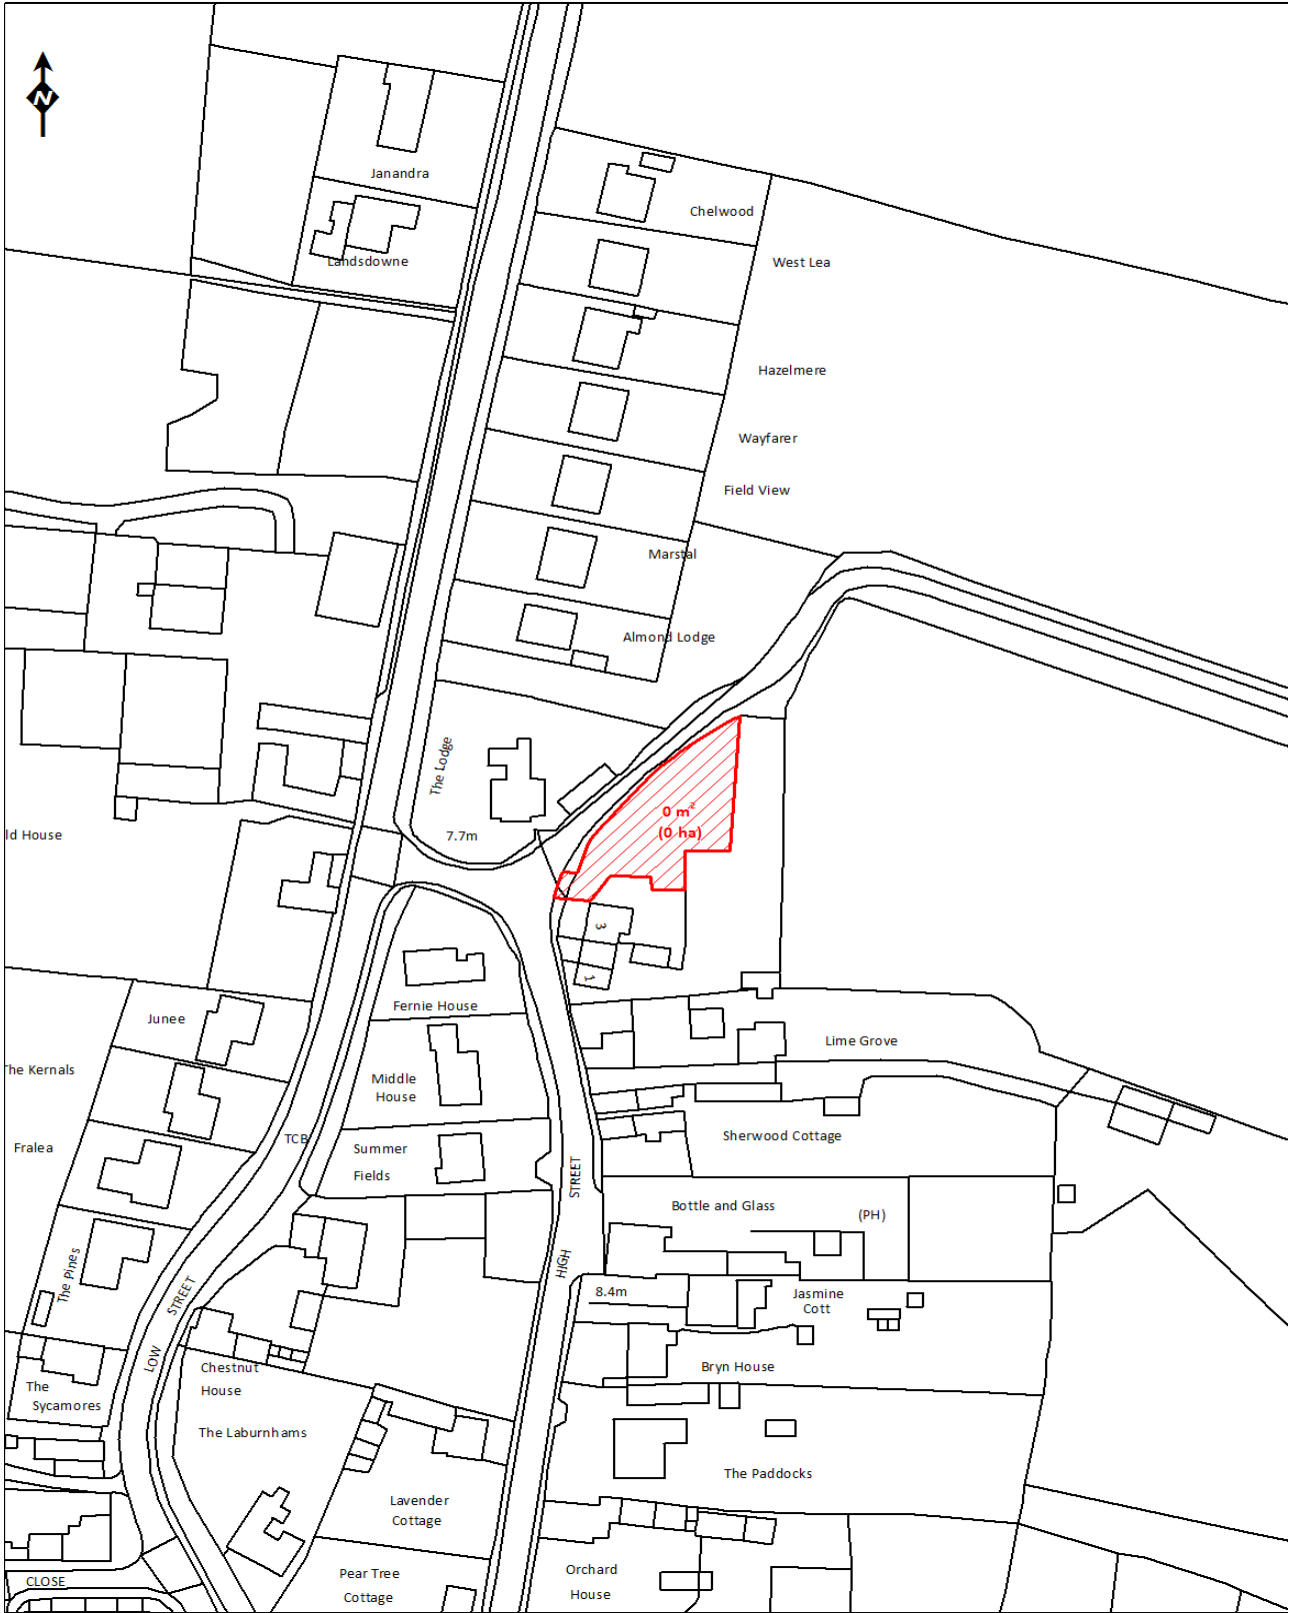 N
Janandra
Chelwood
Landsdowne
West Lea
Hazelmere
Wayfarer
Field View
Marstal
Almond Lodge
The Lodge
7.7m
0 m²
(0 ha)
ld House
3
1
Fernie House
Junee
Lime Grove
The Kernals
Middle
House
TCB
Sherwood Cottage
Fralea
Summer
Fields
STREET
HIGH
Bottle and Glass
(PH)
The Pines
STREET
LOW
8.4m
Jasmine
Cott
Chestnut
House
Bryn House
The
Sycamores
The Laburnhams
The Paddocks
Lavender
Cottage
Pear Tree
Cottage
Orchard
House
CLOSE